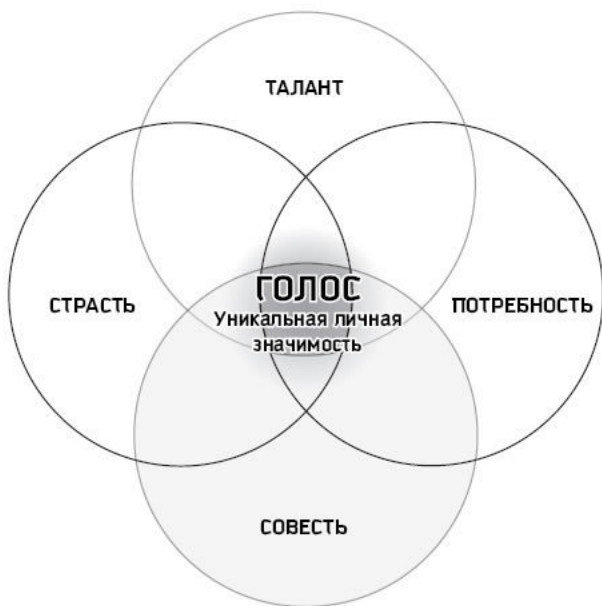 ТАЛАНТ
СТРАСТЬ
ГОЛОС
Уникальная личная
значимость
ПОТРЕБНОСТЬ
СОВЕСТЬ